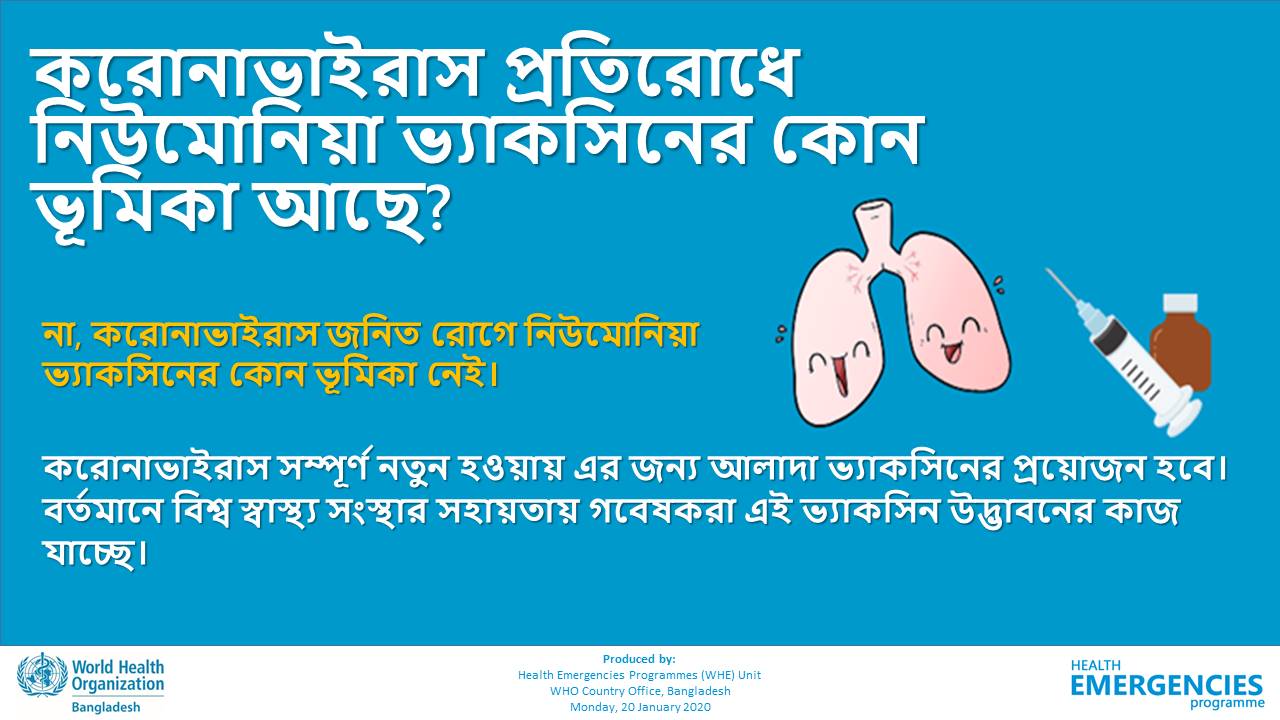 করোনাভাইরাস প্রতিরোধে
নিউমোনিয়া ভ্যাকসিনের কোন
ভূমিকা আছে?
না, করোনাভাইরাস জনিত রোগে নিউমোনিয়া
ভ্যাকসিনের কোন ভূমিকা নেই।
করোনাভাইরাস সম্পূর্ণ নতুন হওয়ায় এর জন্য আলাদা ভ্যাকসিনের প্রয়োজন হবে।
বর্তমানে বিশ্ব স্বাস্থ্য সংস্থার সহায়তায় গবেষকরা এই ভ্যাকসিন উদ্ভাবনের কাজ
যাচ্ছে।
World Health
Organization
Bangladesh
Produced by:
Health Emergencies Programmes (WHE) Unit
WHO Country Office, Bangladesh
Monday, 20 January 2020
HEALTH
EMERGENCIES
programme